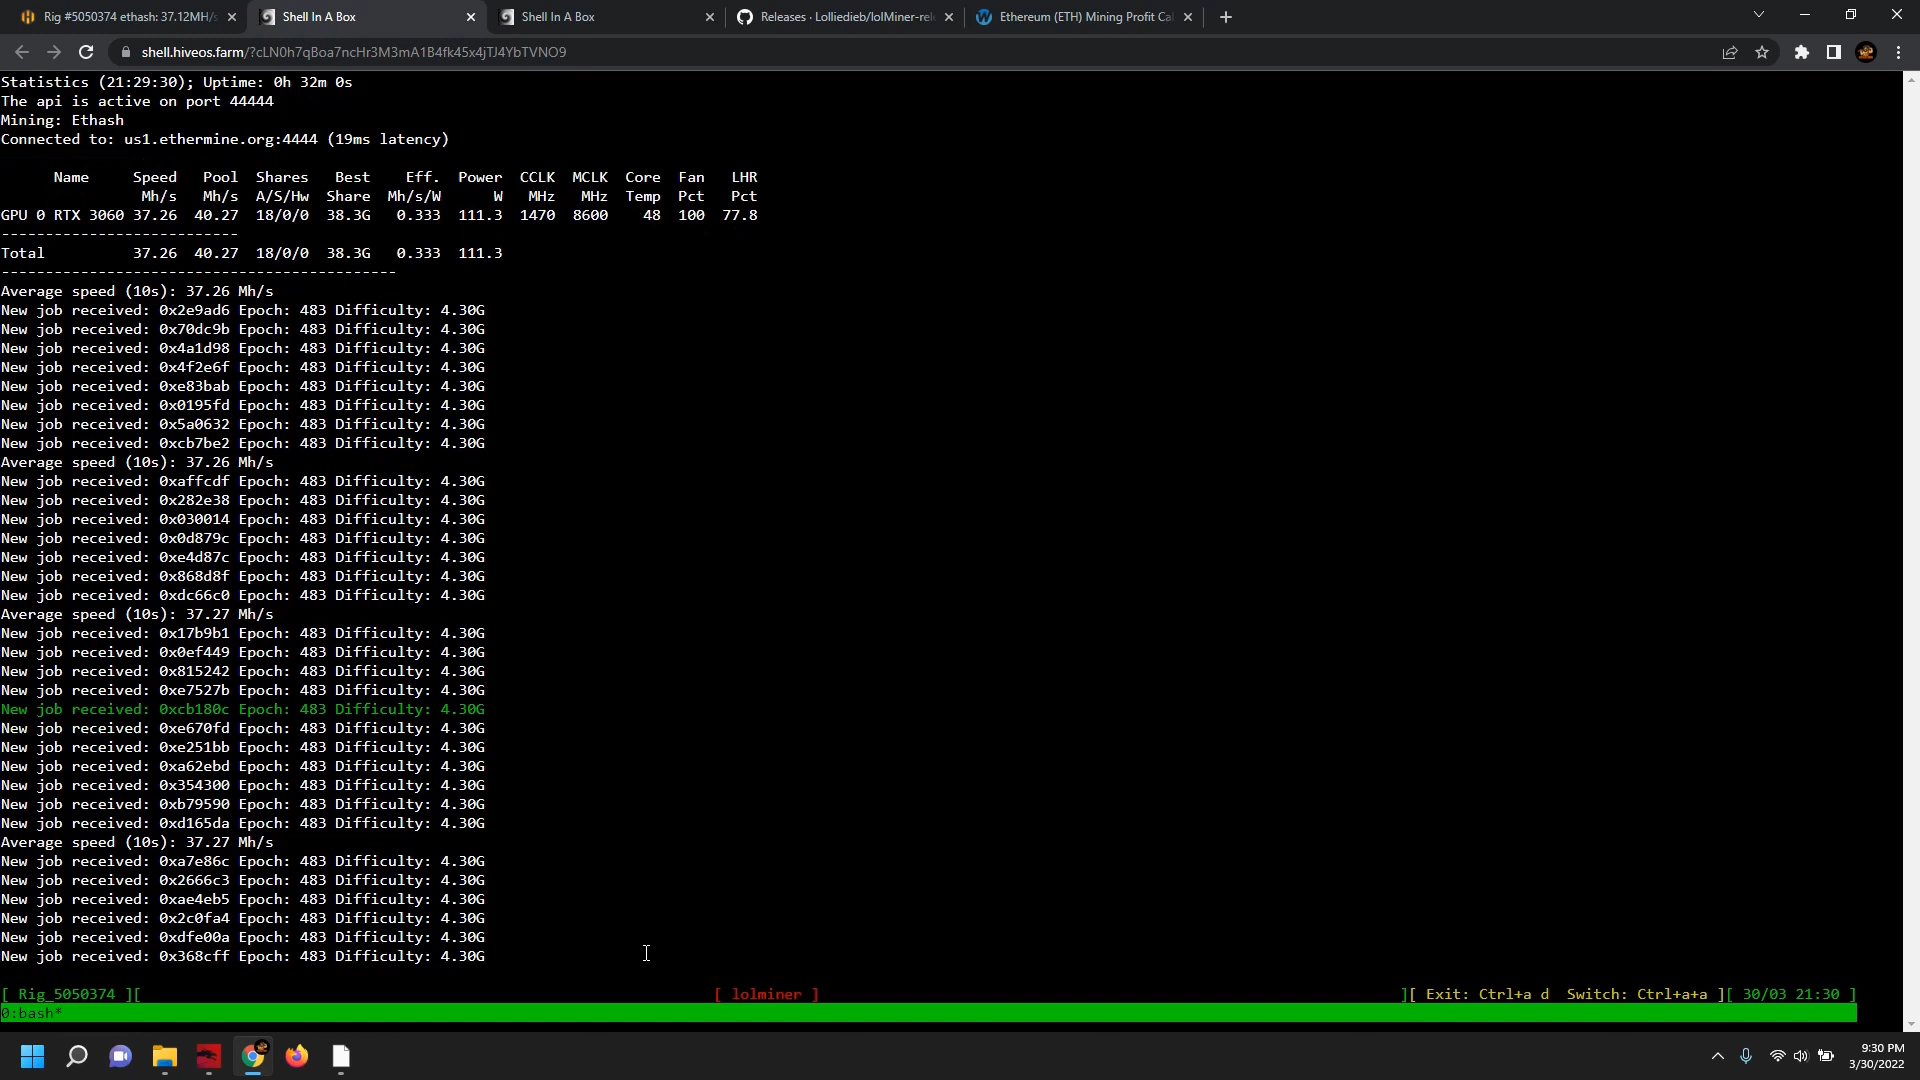 Rig #5050374 ethash: 37.12MH/s
Shell In A Box
Shell In A Box
Releases · Lolliedieb/lolMiner-rel
Ethereum (ETH) Mining Profit Cal
shell.hiveos.farm/?cLN0h7qBoa7ncHr3M3mA1B4fk45x4jTJ4YbTVNO9
Statistics (21:29:30); Uptime: 0h 32m 0s
The api is active on port 44444
Mining: Ethash
Connected to: us1.ethermine.org:4444 (19ms latency)
Name Speed Pool Shares Best Eff. Power CCLK MCLK Core Fan LHR
Mh/s Mh/s A/S/Hw Share Mh/s/W W MHz MHz Temp Pct Pct
GPU 0 RTX 3060 37.26 40.27 18/0/0 38.3G 0.333 111.3 1470 8600 48 100 77.8
---------------------------
Total 37.26 40.27 18/0/0 38.3G 0.333 111.3
---------------------------------------------
Average speed (10s): 37.26 Mh/s
New job received: 0x2e9ad6 Epoch: 483 Difficulty: 4.30G
New job received: 0x70dc9b Epoch: 483 Difficulty: 4.30G
New job received: 0x4a1d98 Epoch: 483 Difficulty: 4.30G
New job received: 0x4f2e6f Epoch: 483 Difficulty: 4.30G
New job received: 0xe83bab Epoch: 483 Difficulty: 4.30G
New job received: 0x0195fd Epoch: 483 Difficulty: 4.30G
New job received: 0x5a0632 Epoch: 483 Difficulty: 4.30G
New job received: 0xcb7be2 Epoch: 483 Difficulty: 4.30G
Average speed (10s): 37.26 Mh/s
New job received: 0xaffcdf Epoch: 483 Difficulty: 4.30G
New job received: 0x282e38 Epoch: 483 Difficulty: 4.30G
New job received: 0x030014 Epoch: 483 Difficulty: 4.30G
New job received: 0x0d879c Epoch: 483 Difficulty: 4.30G
New job received: 0xe4d87c Epoch: 483 Difficulty: 4.30G
New job received: 0x868d8f Epoch: 483 Difficulty: 4.30G
New job received: 0xdc66c0 Epoch: 483 Difficulty: 4.30G
Average speed (10s): 37.27 Mh/s
New job received: 0x17b9b1 Epoch: 483 Difficulty: 4.30G
New job received: 0x0ef449 Epoch: 483 Difficulty: 4.30G
New job received: 0x815242 Epoch: 483 Difficulty: 4.30G
New job received: 0xe7527b Epoch: 483 Difficulty: 4.30G
New job received: 0xcb180c Epoch: 483 Difficulty: 4.30G
New job received: 0xe670fd Epoch: 483 Difficulty: 4.30G
New job received: 0xe251bb Epoch: 483 Difficulty: 4.30G
New job received: 0xa62ebd Epoch: 483 Difficulty: 4.30G
New job received: 0x354300 Epoch: 483 Difficulty: 4.30G
New job received: 0xb79590 Epoch: 483 Difficulty: 4.30G
New job received: 0xd165da Epoch: 483 Difficulty: 4.30G
Average speed (10s): 37.27 Mh/s
New job received: 0xa7e86c Epoch: 483 Difficulty: 4.30G
New job received: 0x2666c3 Epoch: 483 Difficulty: 4.30G
New job received: 0xae4eb5 Epoch: 483 Difficulty: 4.30G
New job received: 0x2c0fa4 Epoch: 483 Difficulty: 4.30G
New job received: 0xdfe00a Epoch: 483 Difficulty: 4.30G
New job received: 0x368cff Epoch: 483 Difficulty: 4.30G
[ Rig_5050374 ][ [ lolminer ] ][ Exit: Ctrl+a d Switch: Ctrl+a+a ][ 30/03 21:30 ]
0:bash*
9:30 PM
3/30/2022